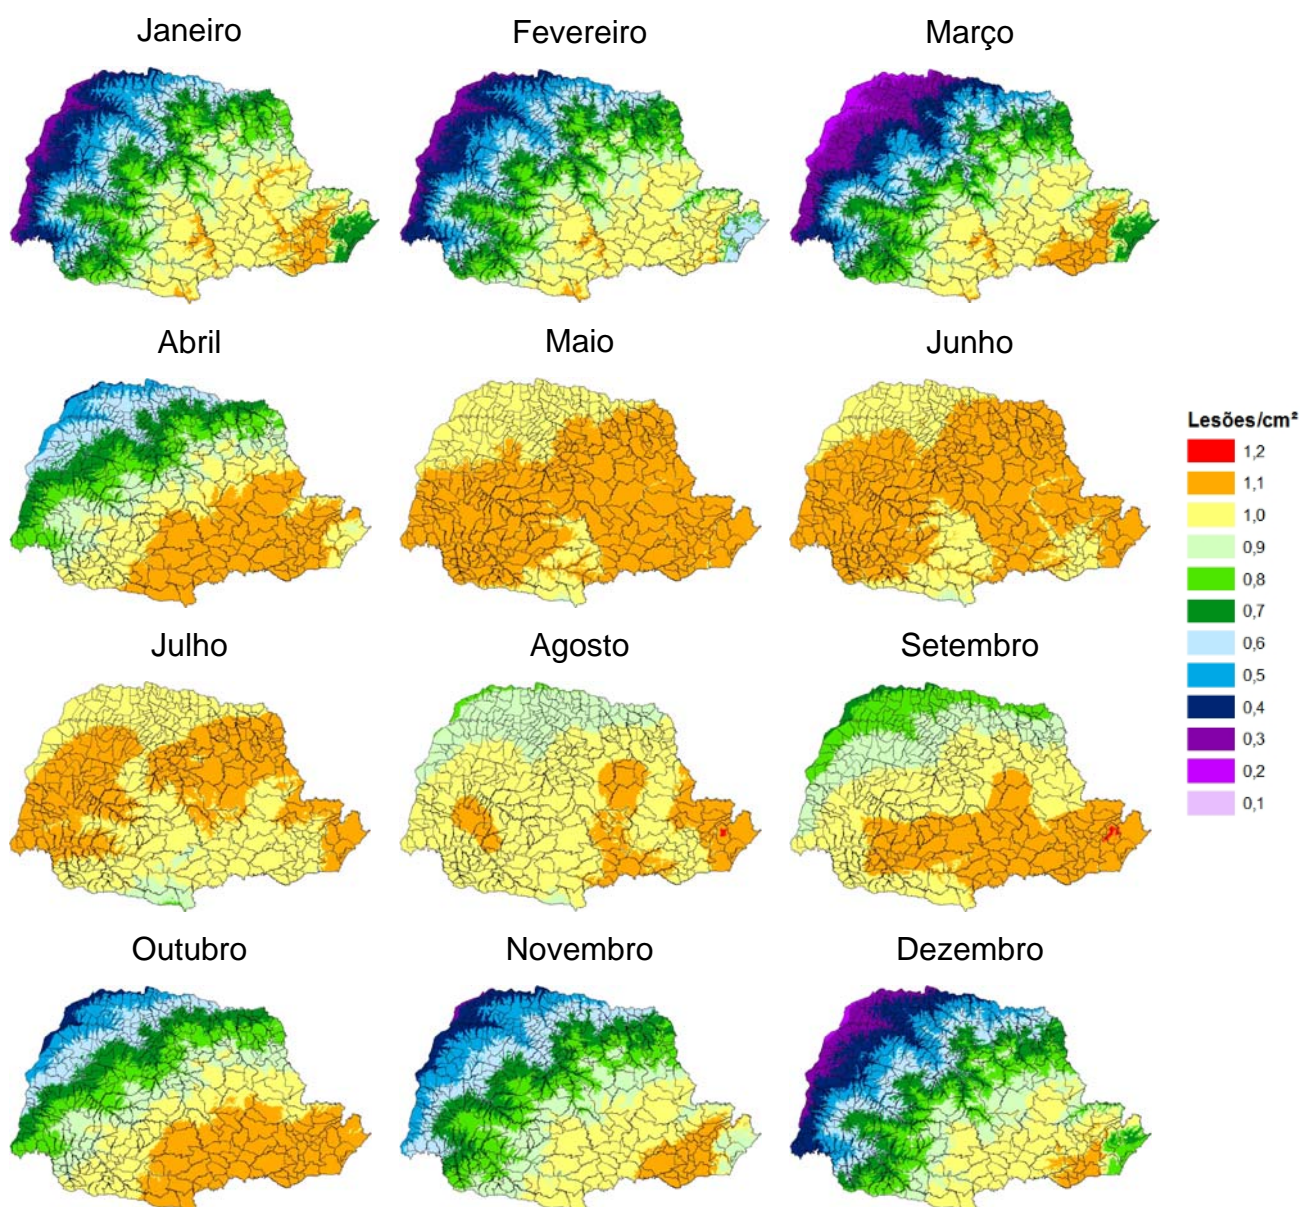 Janeiro
Fevereiro
Março
Abril
Maio
Junho
Lesões/cm²
1,2
1,1
1,0
0,9
0,8
0,7
0,6
0,5
0,4
0,3
0,2
0,1
Julho
Agosto
Setembro
Outubro
Novembro
Dezembro